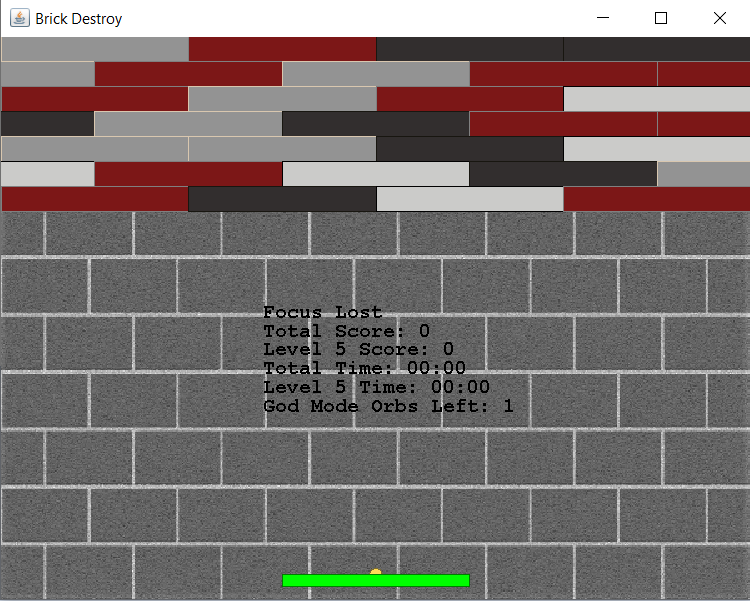 Brick Destroy
Focus Lost
Total Score: 0
Level 5 Score: 0
Total Time: 00:00
Level 5 Time: 00:00
God Mode Orbs Left: 1